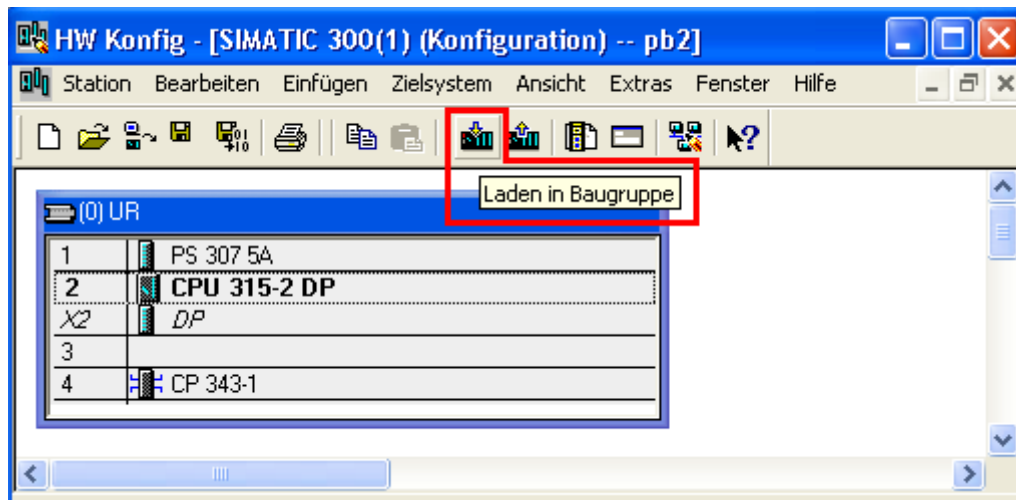 HW Konfig - [SIMATIC 300(1) (Konfiguration) -- pb2]
Station Bearbeiten Einfügen Zielsystem Ansicht Extras Fenster Hilfe
Laden in Baugruppe
(0) UR
1 PS 307 5A
2 CPU 315-2 DP
X2 DP
3
4 CP 343-1